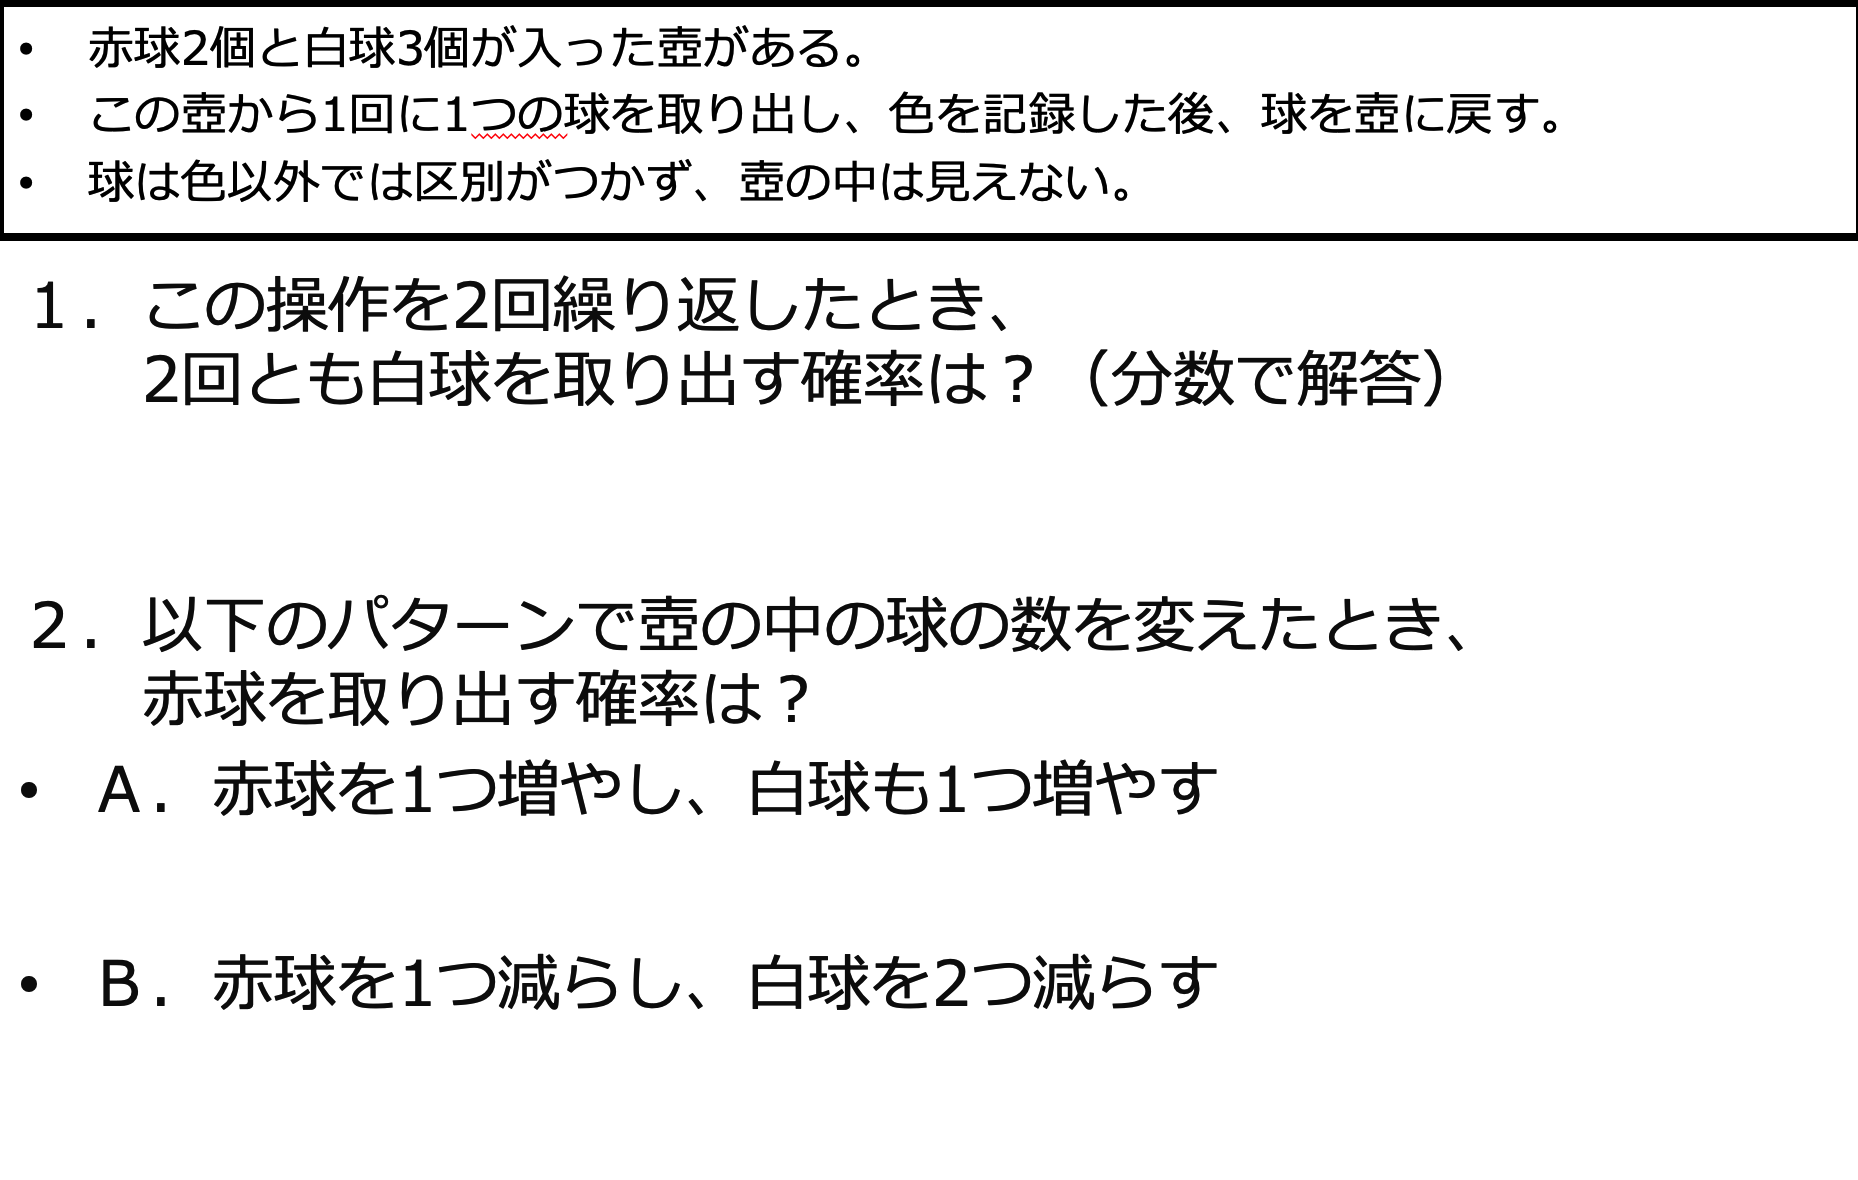 • 赤球2個と白球3個が入った壺がある。
• この壺から1回に1つの球を取り出し、色を記録した後、球を壺に戻す。
• 球は色以外では区別がつかず、壺の中は見えない。
1．この操作を2回繰り返したとき、
2回とも白球を取り出す確率は？（分数で解答）
2．以下のパターンで壺の中の球の数を変えたとき、
赤球を取り出す確率は？
• A．赤球を1つ増やし、白球も1つ増やす
• B．赤球を1つ減らし、白球を2つ減らす